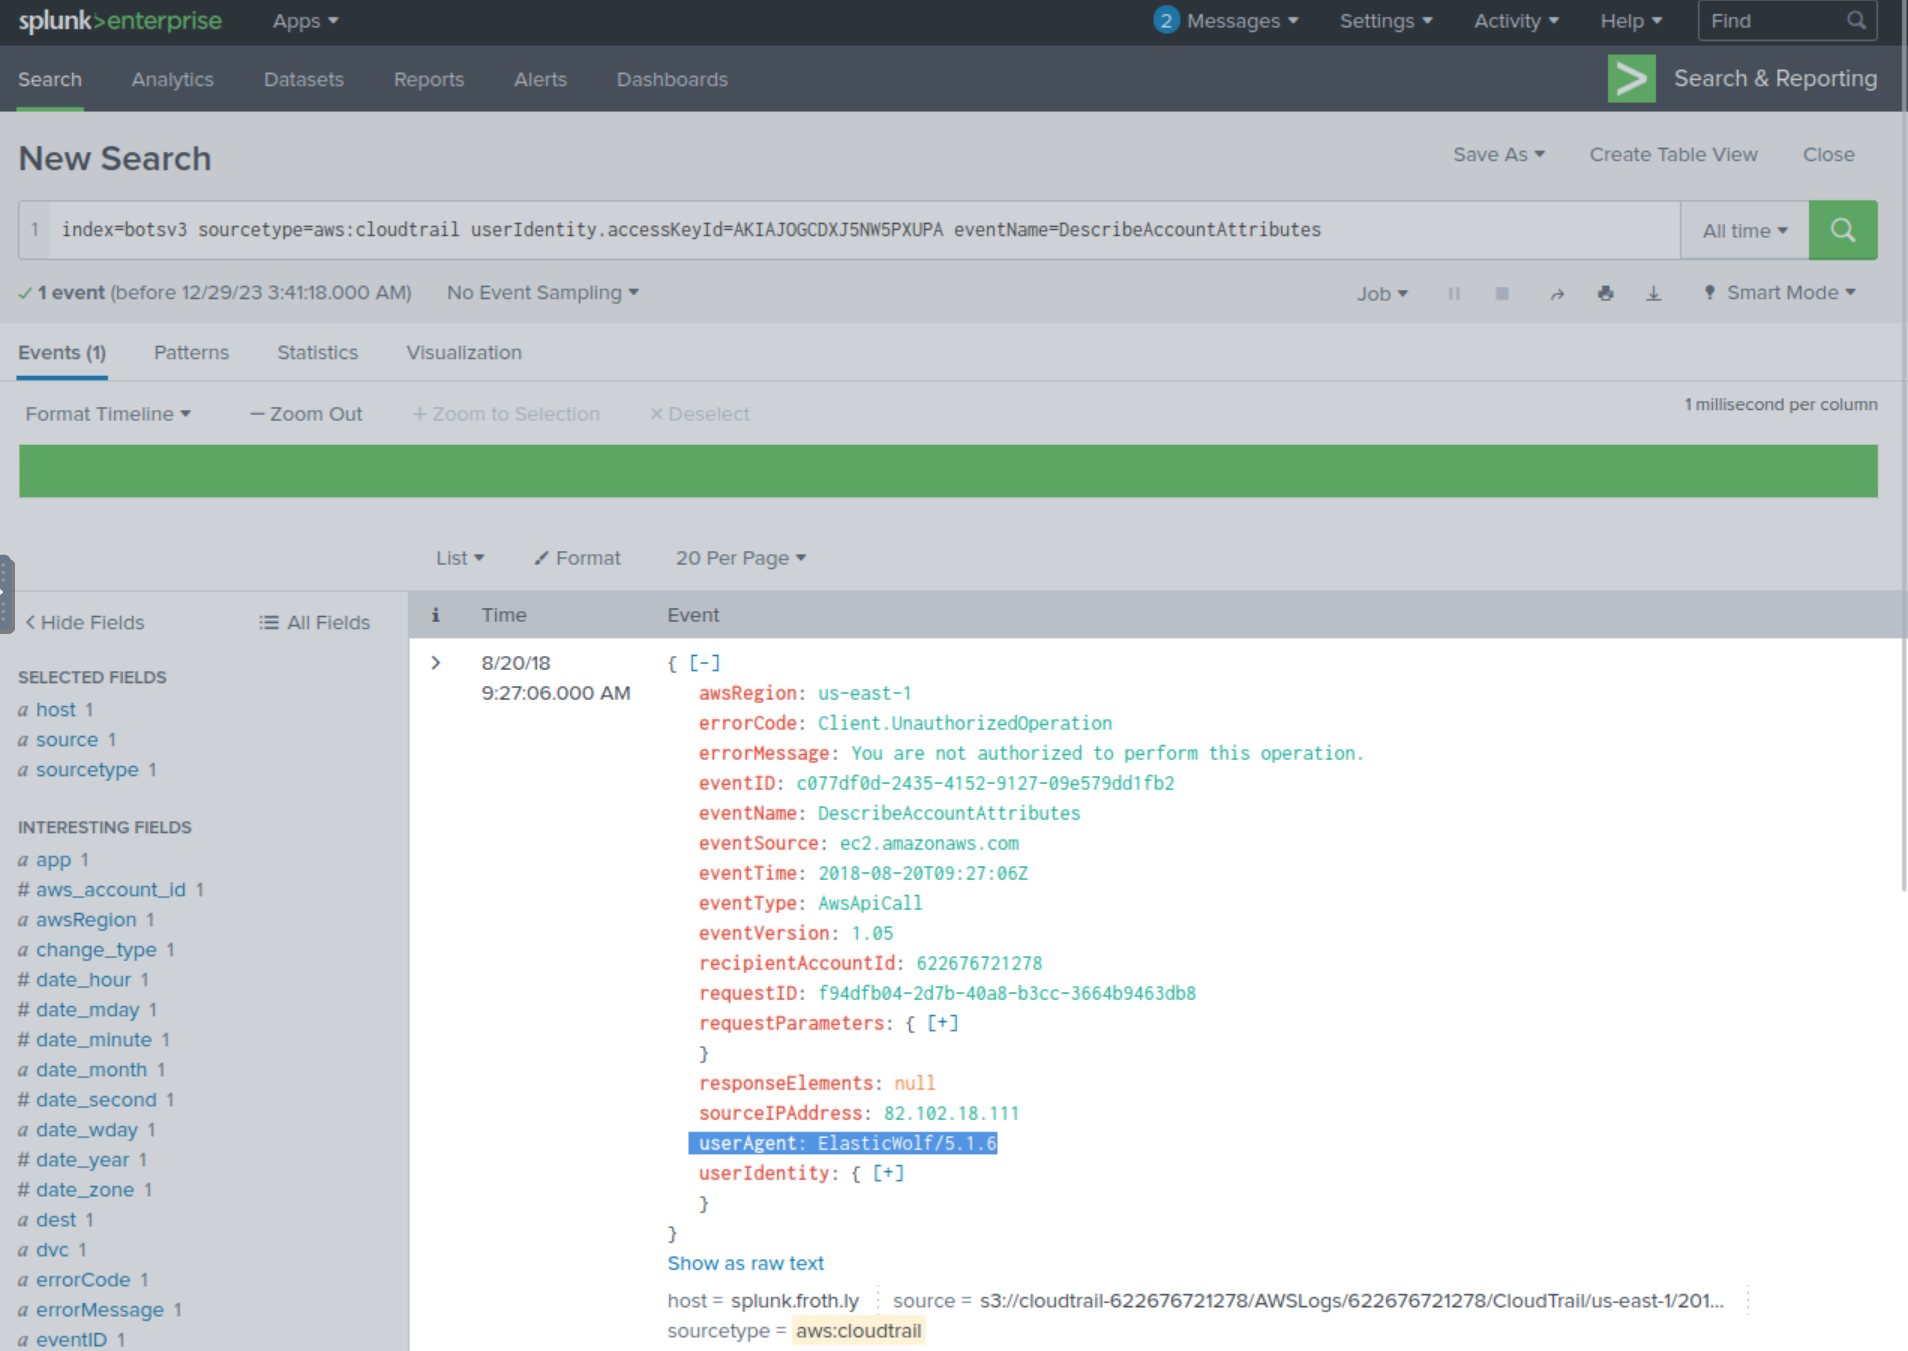 splunk>enterprise Apps 2 Messages Settings Activity Help Find
Search Analytics Datasets Reports Alerts Dashboards > Search & Reporting
New Search Save As Create Table View Close
1 index=botsv3 sourcetype=aws:cloudtrail userIdentity.accessKeyId=AKIAJOGCDXJ5NW5PXUPA eventName=DescribeAccountAttributes All time
1 event (before 12/29/23 3:41:18.000 AM) No Event Sampling Job Smart Mode
Events (1) Patterns Statistics Visualization
Format Timeline — Zoom Out + Zoom to Selection × Deselect 1 millisecond per column
List Format 20 Per Page
< Hide Fields All Fields
SELECTED FIELDS
a host 1
a source 1
a sourcetype 1
INTERESTING FIELDS
a app 1
# aws_account_id 1
a awsRegion 1
a change_type 1
# date_hour 1
# date_mday 1
# date_minute 1
a date_month 1
# date_second 1
a date_wday 1
# date_year 1
# date_zone 1
a dest 1
a dvc 1
a errorCode 1
a errorMessage 1
a eventID 1
i Time Event
> 8/20/18
9:27:06.000 AM
{ [-]
awsRegion: us-east-1
errorCode: Client.UnauthorizedOperation
errorMessage: You are not authorized to perform this operation.
eventID: c077df0d-2435-4152-9127-09e579dd1fb2
eventName: DescribeAccountAttributes
eventSource: ec2.amazonaws.com
eventTime: 2018-08-20T09:27:06Z
eventType: AwsApiCall
eventVersion: 1.05
recipientAccountId: 622676721278
requestID: f94dfb04-2d7b-40a8-b3cc-3664b9463db8
requestParameters: { [+]
}
responseElements: null
sourceIPAddress: 82.102.18.111
userAgent: ElasticWolf/5.1.6
userIdentity: { [+]
}
}
Show as raw text
host = splunk.froth.ly source = s3://cloudtrail-622676721278/AWSLogs/622676721278/CloudTrail/us-east-1/201...
sourcetype = aws:cloudtrail